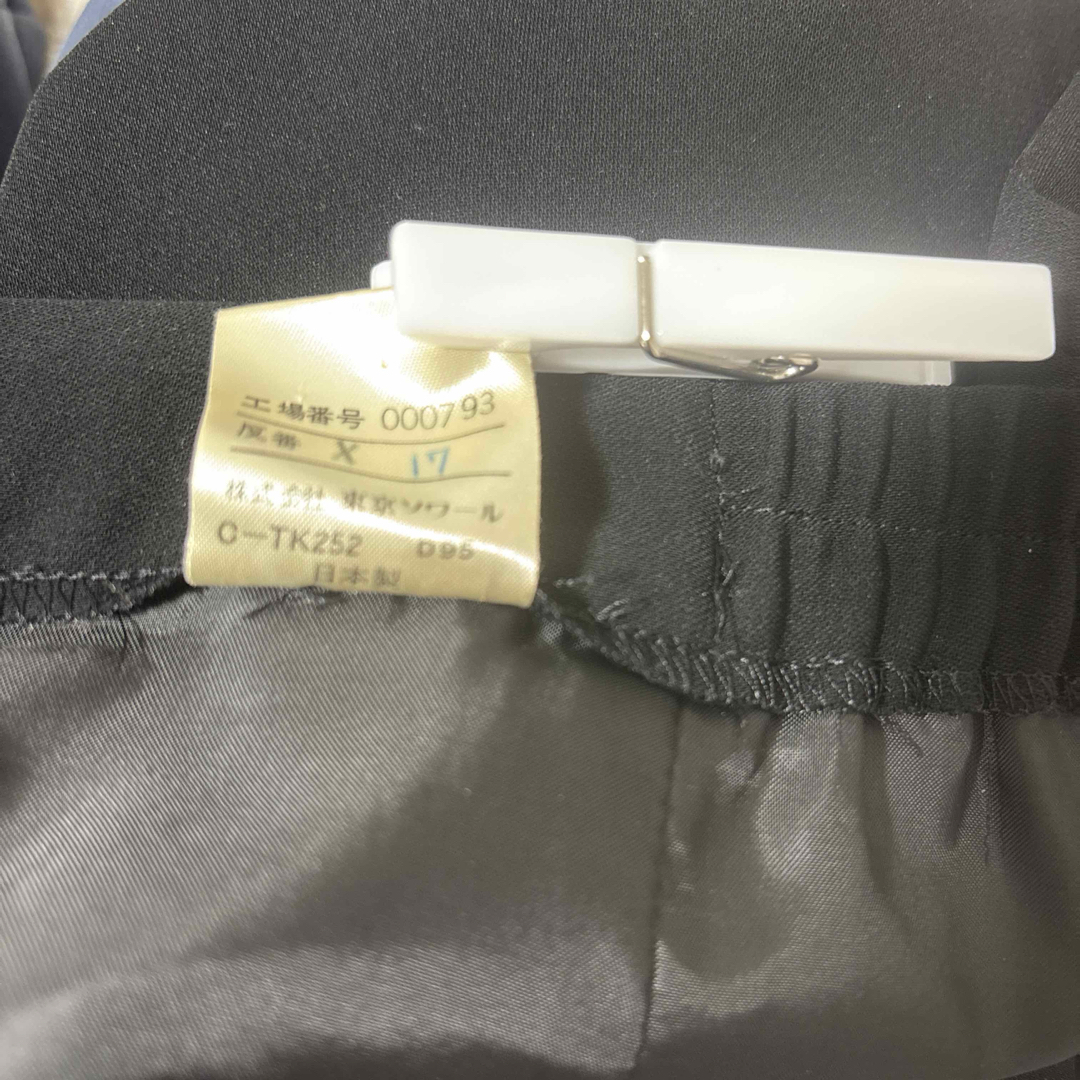 工場番号 000793
反番 X 17
株式会社 東京ソワール
C-TK252 D95
日本製